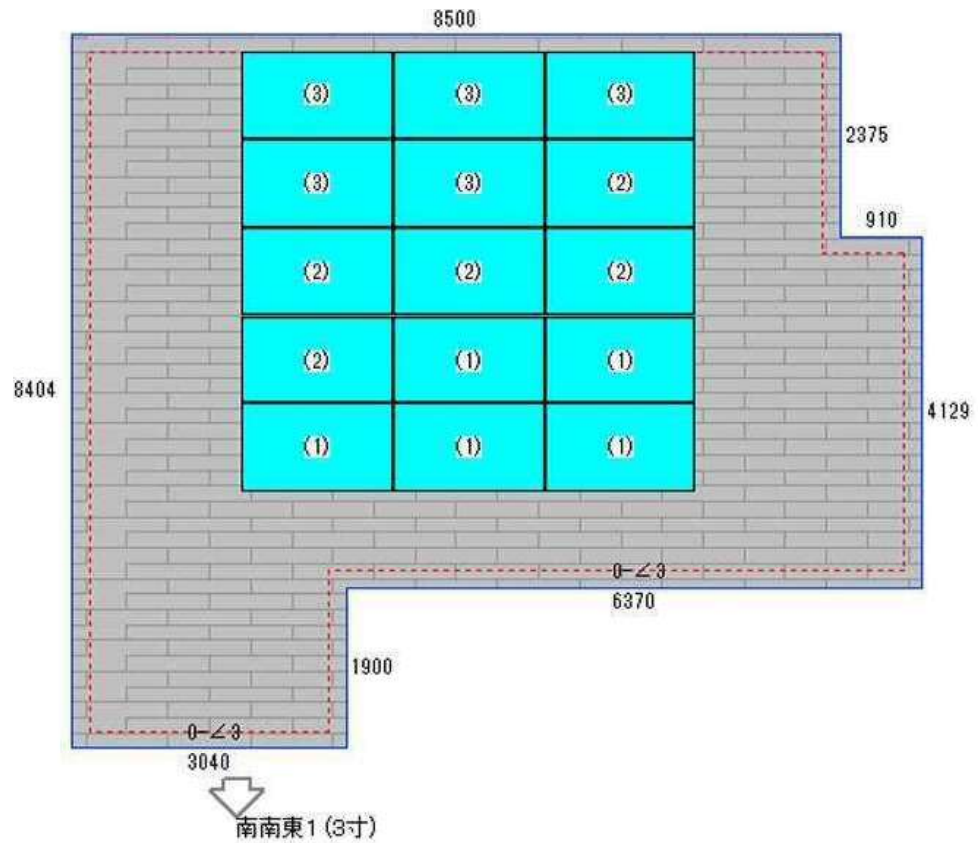 8500
(3) (3) (3)
2375
(3) (3) (2)
910
(2) (2) (2)
(2) (1) (1)
8404
4129
(1) (1) (1)
0-∠3
6370
1900
0-∠3
3040
南南東1(3寸)